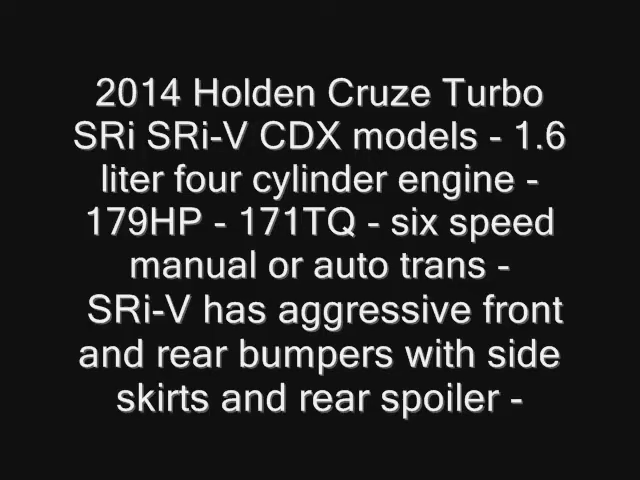 2014 Holden Cruze Turbo
SRi SRi-V CDX models - 1.6
liter four cylinder engine -
179HP - 171TQ - six speed
manual or auto trans -
SRi-V has aggressive front
and rear bumpers with side
skirts and rear spoiler -